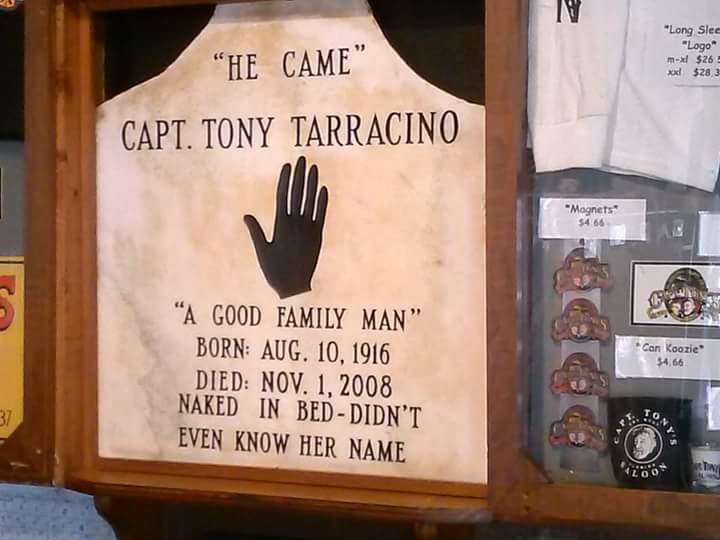 "HE CAME"
CAPT. TONY TARRACINO
"A GOOD FAMILY MAN"
BORN: AUG. 10, 1916
DIED: NOV. 1, 2008
NAKED IN BED-DIDN'T
EVEN KNOW HER NAME
"Long Slee
"Logo"
m-xl $26.5
xxl $28.3
"Magnets"
$4.66
"Can Koozie"
$4.66
CAPT. TONY'S
SALOON
S
37
N